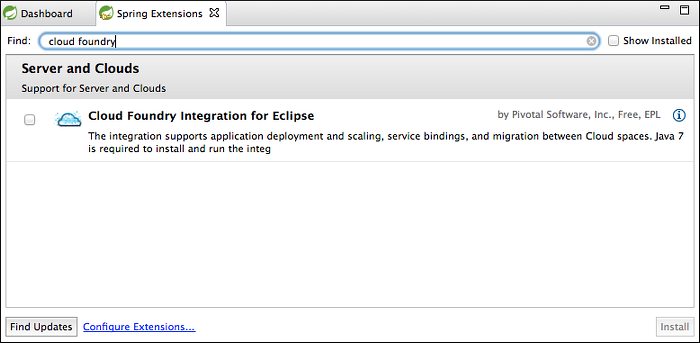 Dashboard Spring Extensions
Find: cloud foundry Show Installed
Server and Clouds
Support for Server and Clouds
Cloud Foundry Integration for Eclipse by Pivotal Software, Inc., Free, EPL
The integration supports application deployment and scaling, service bindings, and migration between Cloud spaces. Java 7
is required to install and run the integ
Find Updates Configure Extensions... Install